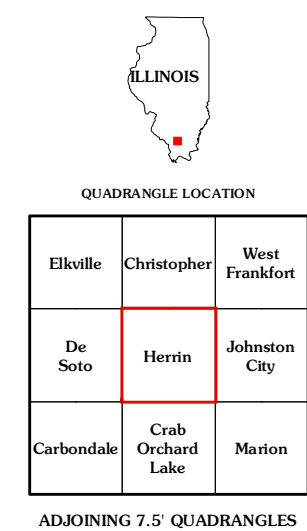 ILLINOIS
QUADRANGLE LOCATION
Elkville
Christopher
West
Frankfort
De
Soto
Herrin
Johnston
City
Carbondale
Crab
Orchard
Lake
Marion
ADJOINING 7.5' QUADRANGLES